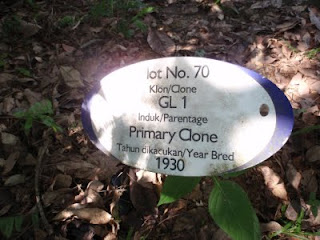 lot No. 70
Klon/Clone
GL 1
Induk/Parentage
Primary Clone
Tahun dikacukan/Year Bred
1930